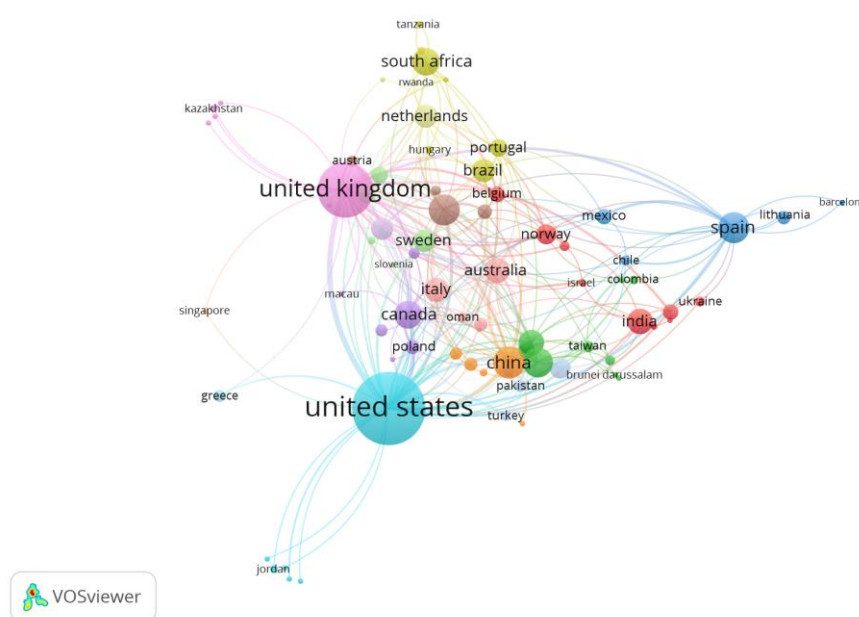 tanzania
south africa
rwanda
kazakhstan
netherlands
hungary
portugal
austria
brazil
united kingdom
belgium
barcelon
mexico
lithuania
spain
norway
sweden
slovenia
chile
australia
colombia
israel
italy
macau
ukraine
singapore
canada
oman
india
poland
taiwan
china
brunei darussalam
pakistan
greece
united states
turkey
jordan
VOSviewer